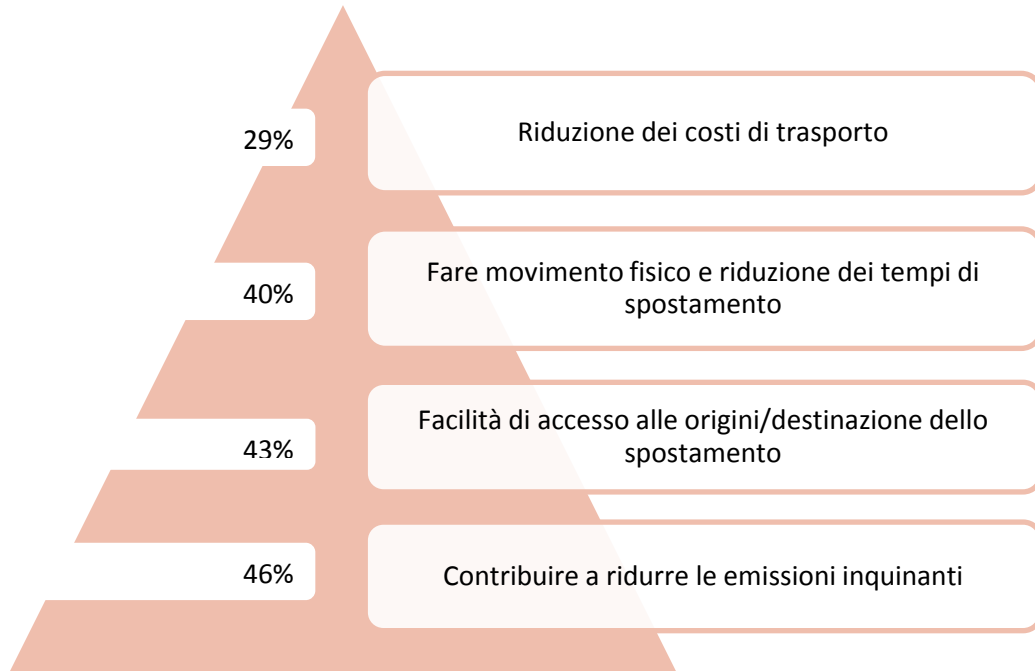 29%
Riduzione dei costi di trasporto
40%
Fare movimento fisico e riduzione dei tempi di
spostamento
43%
Facilità di accesso alle origini/destinazione dello
spostamento
46%
Contribuire a ridurre le emissioni inquinanti